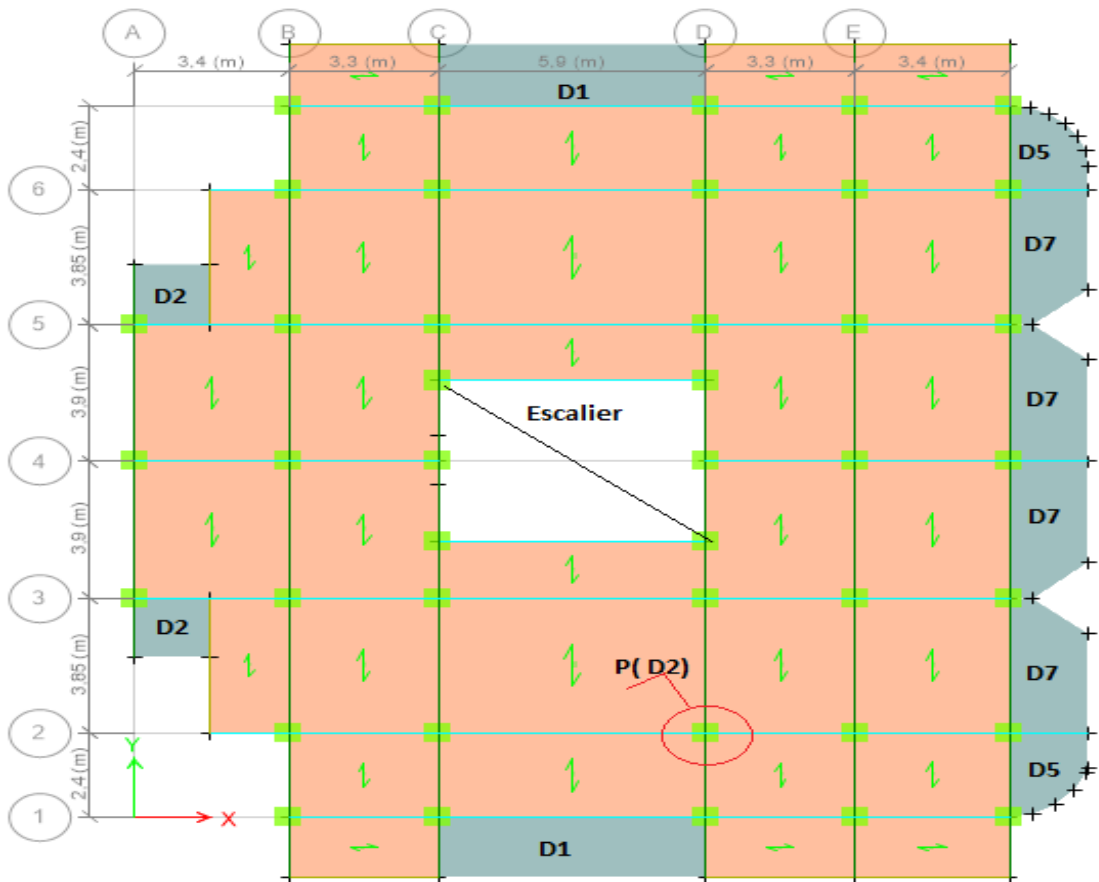 A B C D E
3,4 (m) 3,3 (m) 5,9 (m) 3,3 (m) 3,4 (m)
D1
2,4 (m)
D5
6
3,85 (m)
D7
D2
5
3,9 (m)
D7
Escalier
4
3,9 (m)
D7
3
D2
3,85 (m)
P( D2)
D7
2
Y
2,4 (m)
D5
1
X
D1